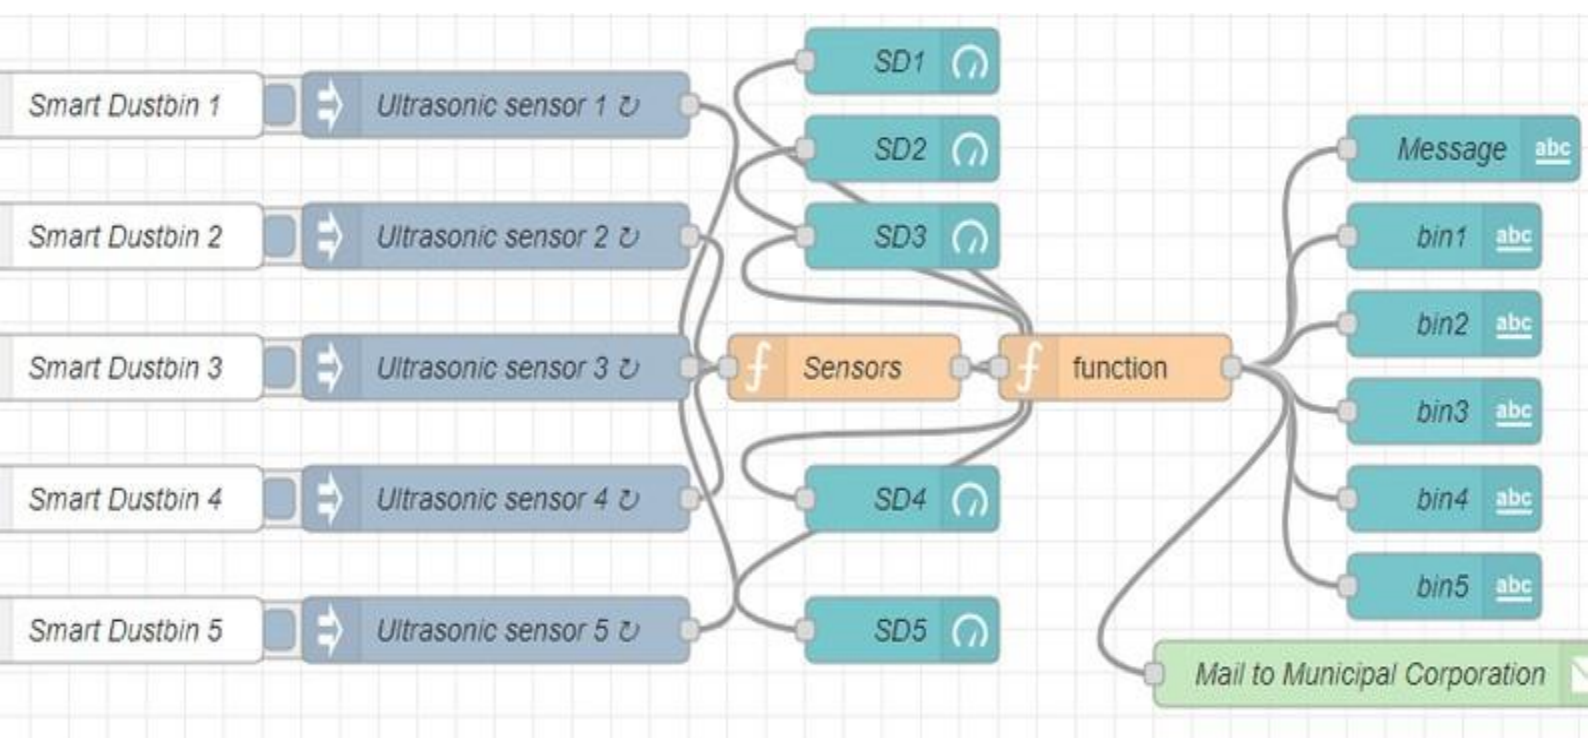 Smart Dustbin 1
Ultrasonic sensor 1 ↻
Smart Dustbin 2
Ultrasonic sensor 2 ↻
Smart Dustbin 3
Ultrasonic sensor 3 ↻
Smart Dustbin 4
Ultrasonic sensor 4 ↻
Smart Dustbin 5
Ultrasonic sensor 5 ↻
SD1
SD2
SD3
Sensors
function
SD4
SD5
Message abc
bin1 abc
bin2 abc
bin3 abc
bin4 abc
bin5 abc
Mail to Municipal Corporation